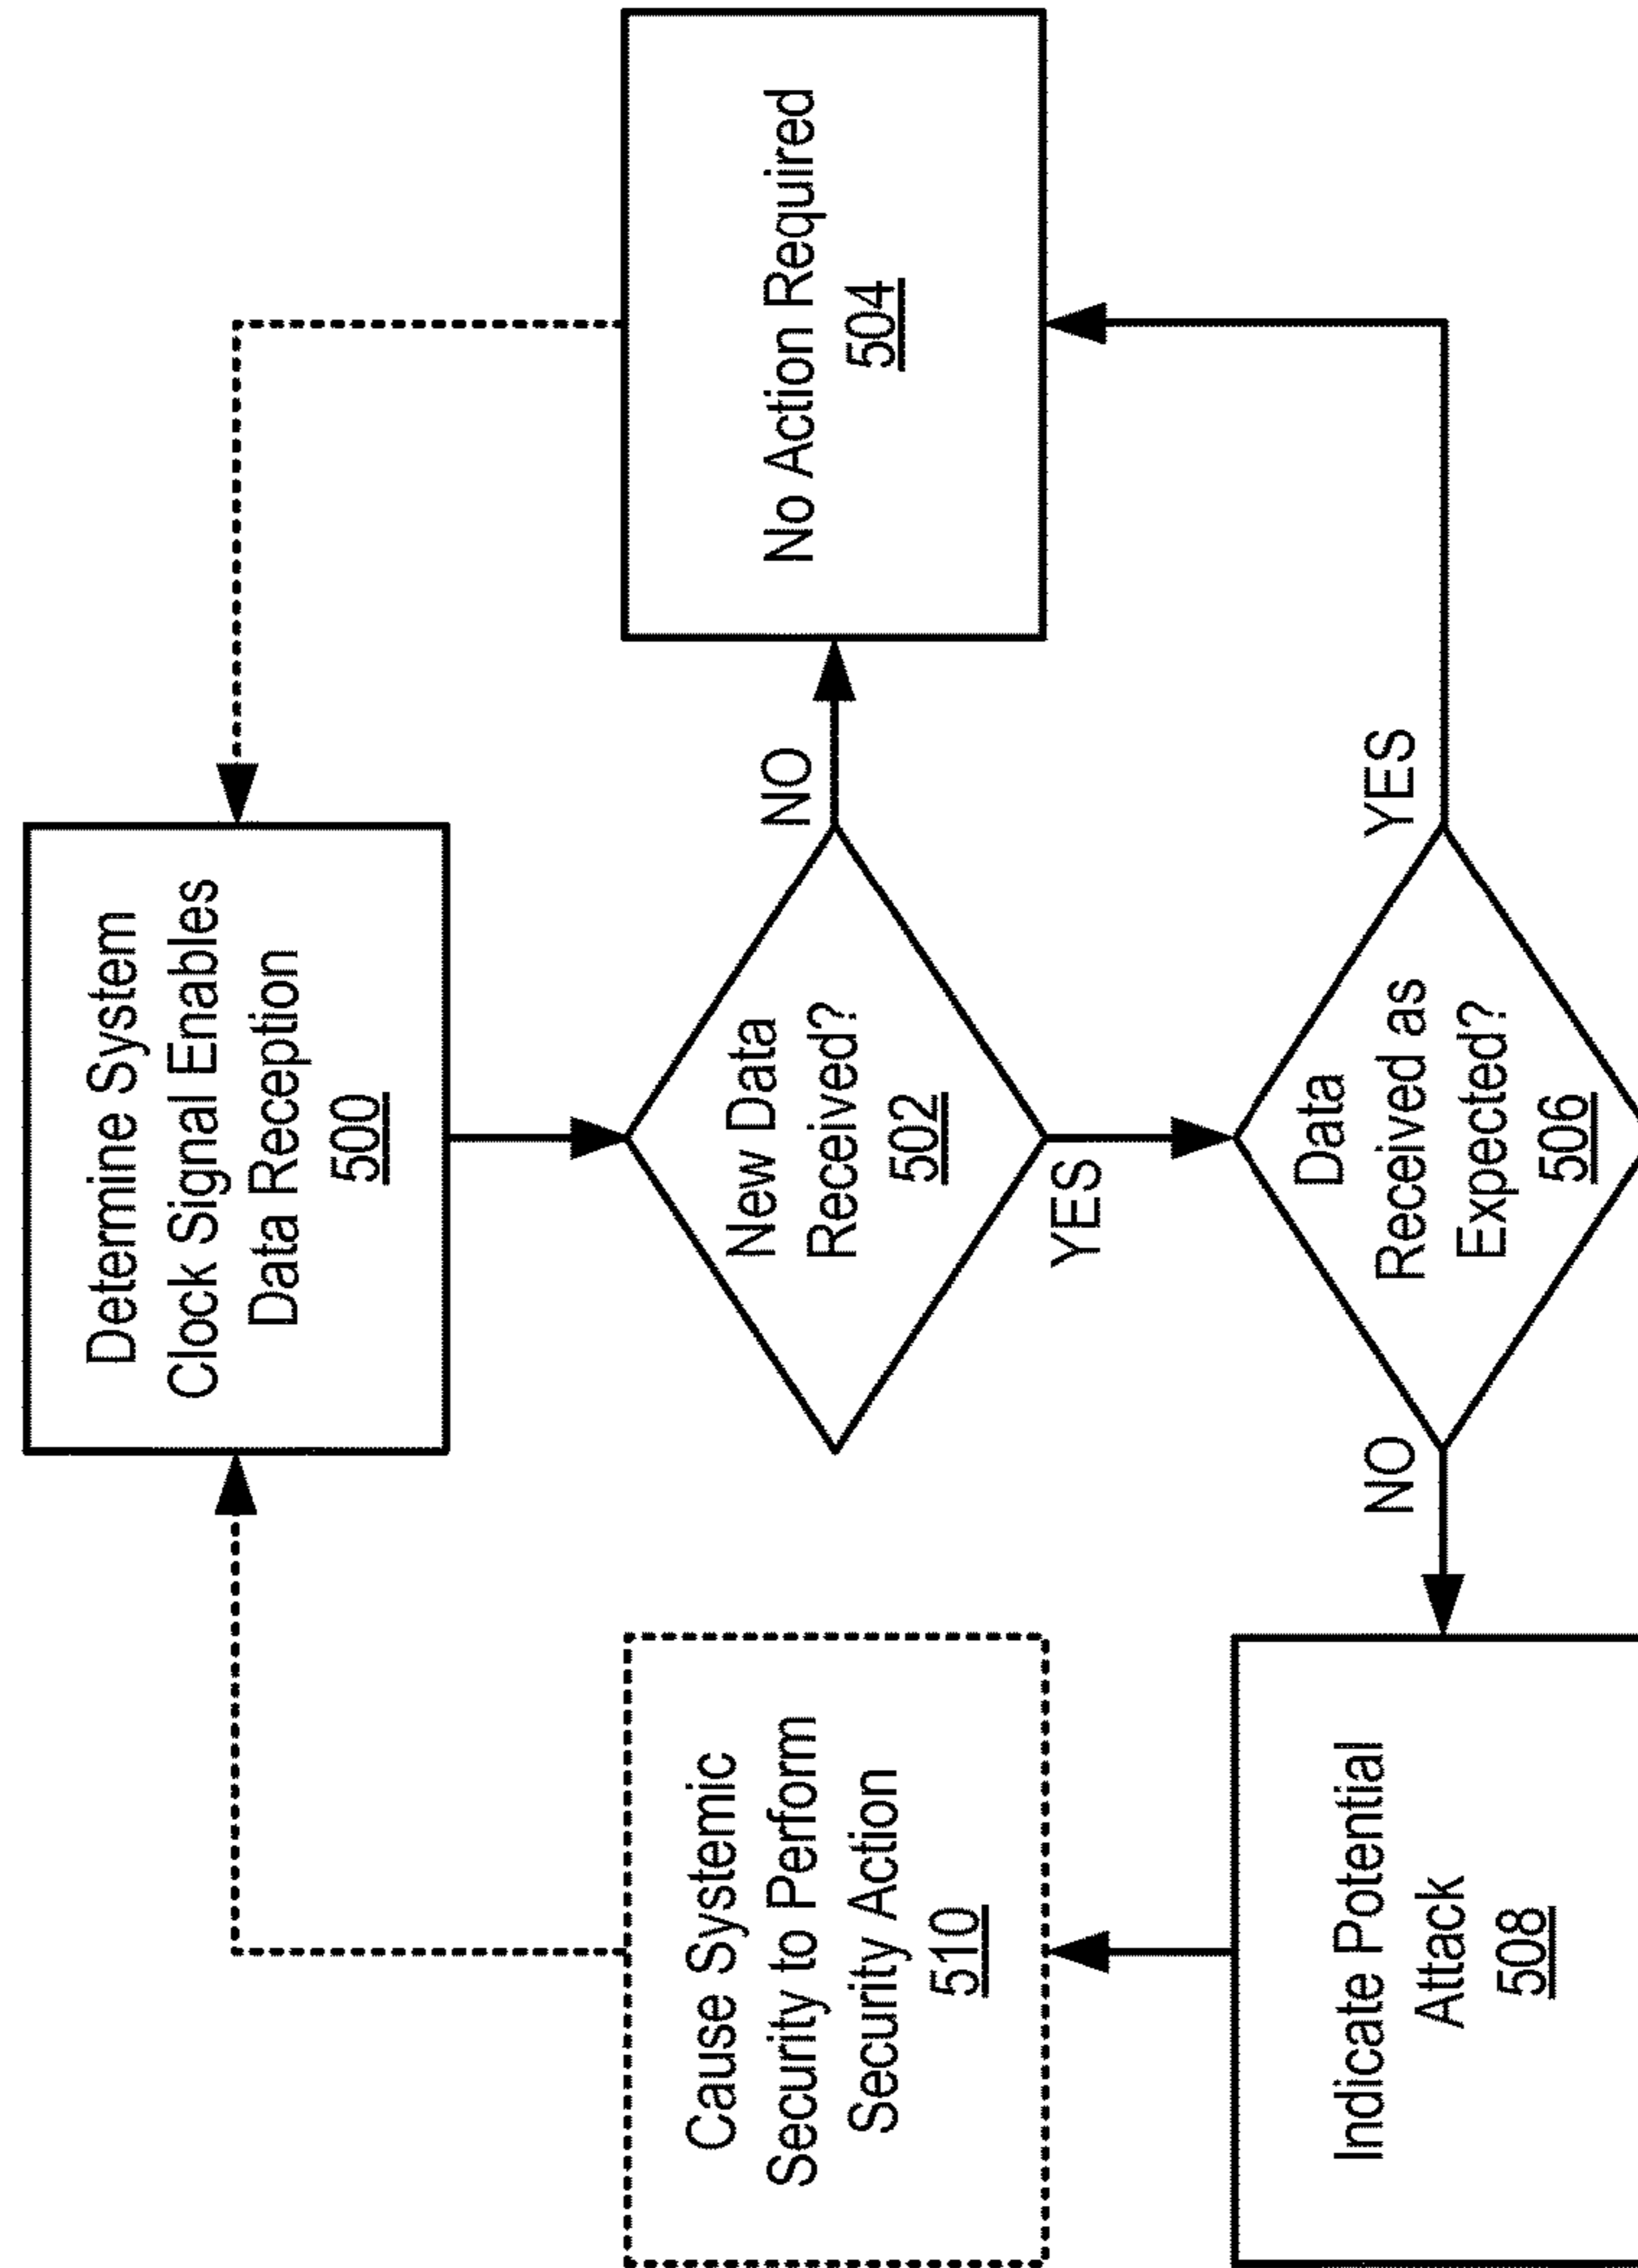 Determine System
Clock Signal Enables
Data Reception
500
New Data
Received?
502
NO
No Action Required
504
YES
Data
Received as
Expected?
506
YES
NO
Indicate Potential
Attack
508
Cause Systemic
Security to Perform
Security Action
510